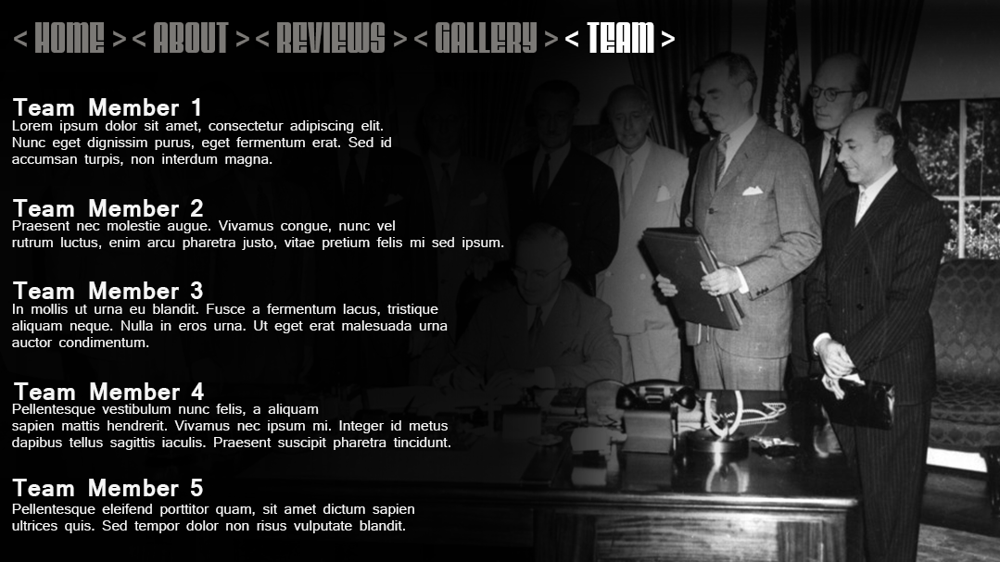 < HOME > < ABOUT > < REVIEWS > < GALLERY > < TEAM >
Team Member 1
Lorem ipsum dolor sit amet, consectetur adipiscing elit.
Nunc eget dignissim purus, eget fermentum erat. Sed id
accumsan turpis, non interdum magna.
Team Member 2
Praesent nec molestie augue. Vivamus congue, nunc vel
rutrum luctus, enim arcu pharetra justo, vitae pretium felis mi sed ipsum.
Team Member 3
In mollis ut urna eu blandit. Fusce a fermentum lacus, tristique
aliquam neque. Nulla in eros urna. Ut eget erat malesuada urna
auctor condimentum.
Team Member 4
Pellentesque vestibulum nunc felis, a aliquam
sapien mattis hendrerit. Vivamus nec ipsum mi. Integer id metus
dapibus tellus sagittis iaculis. Praesent suscipit pharetra tincidunt.
Team Member 5
Pellentesque eleifend porttitor quam, sit amet dictum sapien
ultrices quis. Sed tempor dolor non risus vulputate blandit.